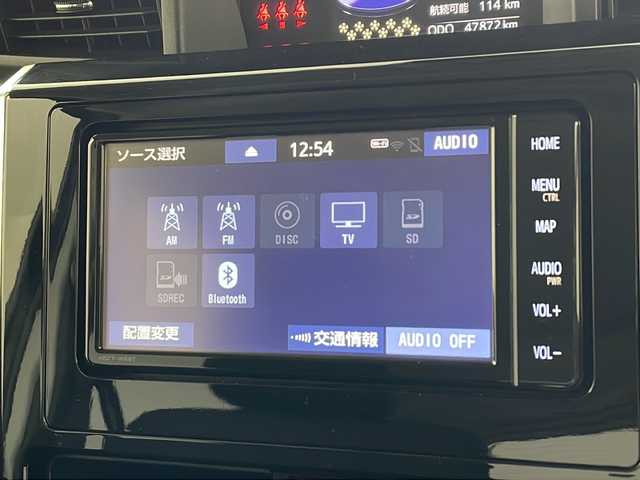 航続可能 114 km
ODO 47872 km
ソース選択 12:54 AUDIO
AM FM DISC TV SD
SDREC Bluetooth
配置変更 交通情報 AUDIO OFF
HOME
MENU
CTRL
MAP
AUDIO
PWR
VOL+
VOL-